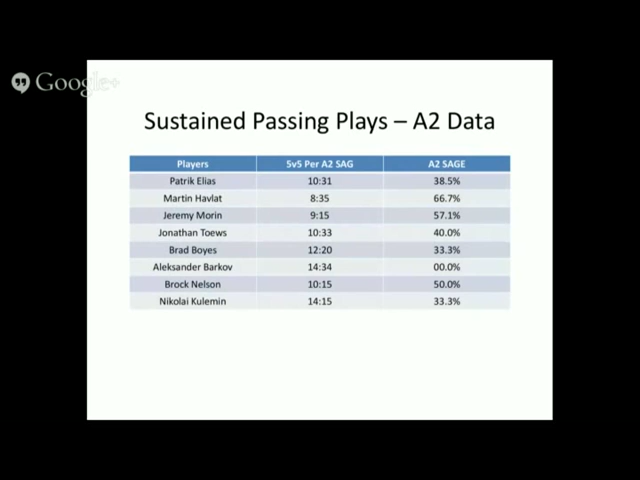 Google+
Sustained Passing Plays – A2 Data
Players 5v5 Per A2 SAG A2 SAGE
Patrik Elias 10:31 38.5%
Martin Havlat 8:35 66.7%
Jeremy Morin 9:15 57.1%
Jonathan Toews 10:33 40.0%
Brad Boyes 12:20 33.3%
Aleksander Barkov 14:34 00.0%
Brock Nelson 10:15 50.0%
Nikolai Kulemin 14:15 33.3%